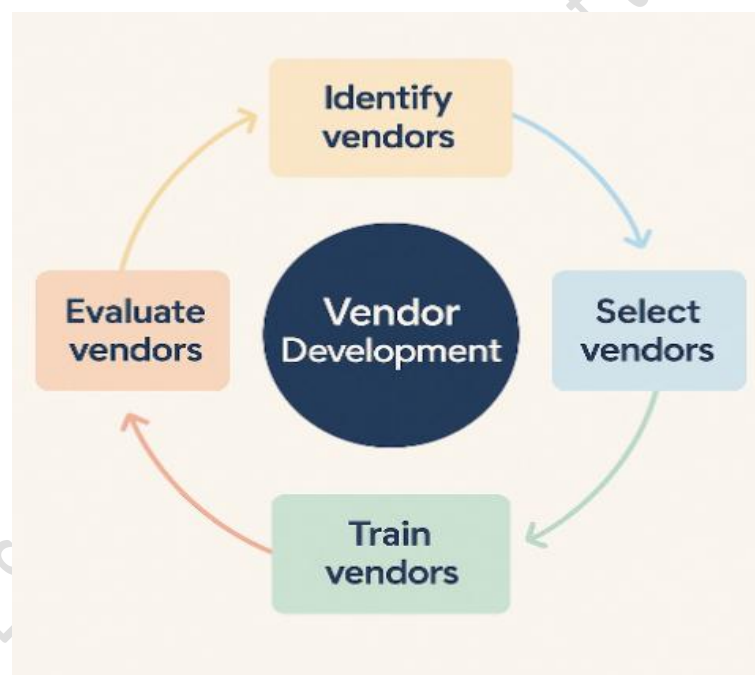 Identify
vendors
Evaluate
vendors
Vendor
Development
Select
vendors
Train
vendors